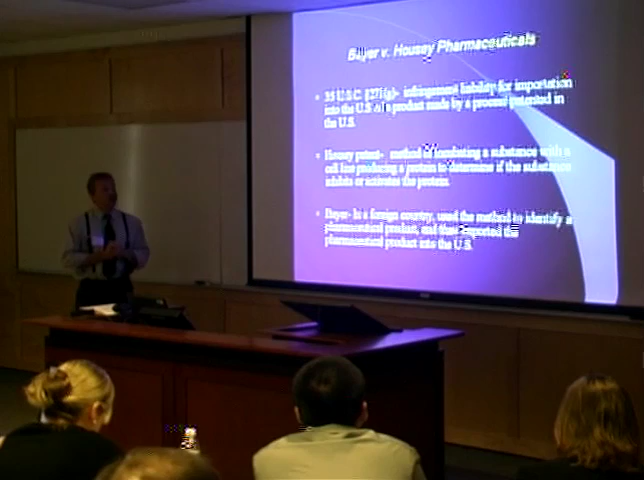 Bayer v. Housey Pharmaceuticals
35 U.S.C. §271(g)- infringement liability for importation
into the U.S. of a product made by a process patented in
the U.S.
Housey patent- method of incubating a substance with a
cell line producing a protein to determine if the substance
inhibits or activates the protein.
Bayer- In a foreign country, used the method to identify a
pharmaceutical product, and then imported the
pharmaceutical product into the U.S.